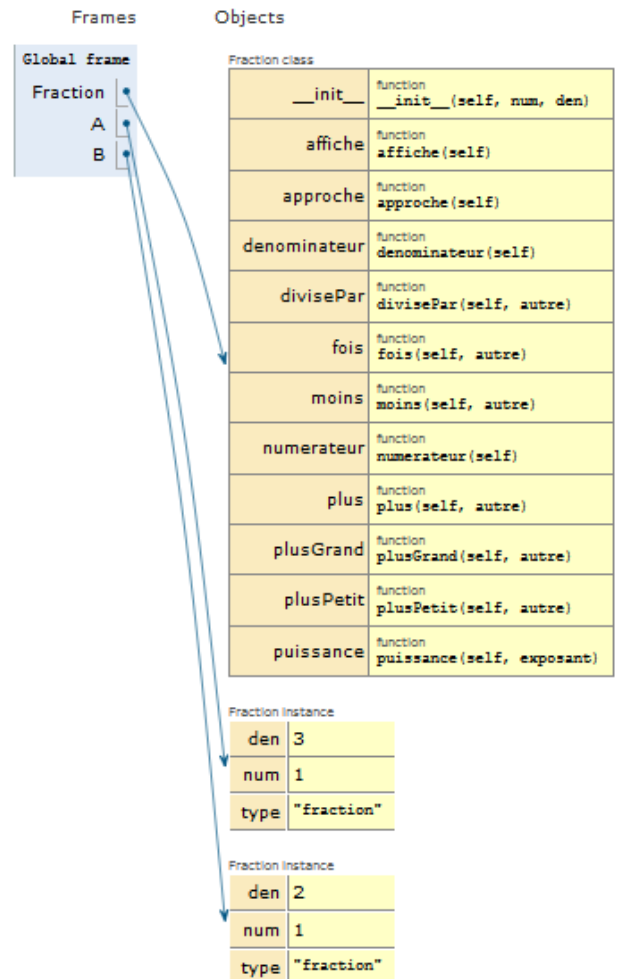 Frames Objects
Global frame
Fraction
A
B
Fraction class
__init__ function
__init__(self, num, den)
affiche function
affiche(self)
approche function
approche(self)
denominateur function
denominateur(self)
divisePar function
divisePar(self, autre)
fois function
fois(self, autre)
moins function
moins(self, autre)
numerateur function
numerateur(self)
plus function
plus(self, autre)
plusGrand function
plusGrand(self, autre)
plusPetit function
plusPetit(self, autre)
puissance function
puissance(self, exposant)
Fraction instance
den 3
num 1
type "fraction"
Fraction instance
den 2
num 1
type "fraction"